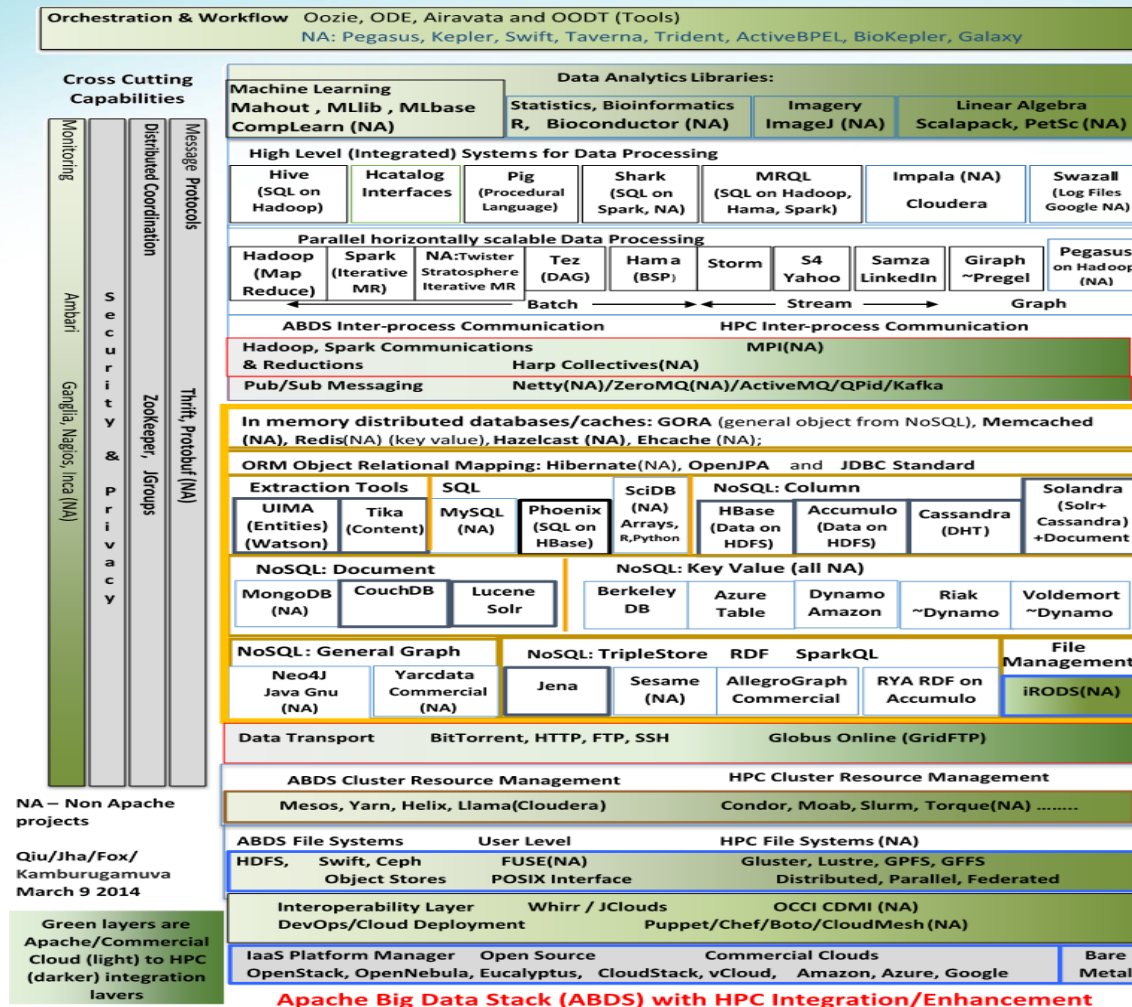 Orchestration & Workflow Oozie, ODE, Airavata and OODT (Tools)
NA: Pegasus, Kepler, Swift, Taverna, Trident, ActiveBPEL, BioKepler, Galaxy
Cross Cutting
Capabilities
Monitoring
Ambari
Ganglia, Nagios, Inca (NA)
Security & Privacy
Distributed Coordination
ZooKeeper, JGroups
Message Protocols
Thrift, Protobuf (NA)
Data Analytics Libraries:
Machine Learning
Mahout , MLlib , MLbase
CompLearn (NA)
Statistics, Bioinformatics
R, Bioconductor (NA)
Imagery
ImageJ (NA)
Linear Algebra
Scalapack, PetSc (NA)
High Level (Integrated) Systems for Data Processing
Hive
(SQL on
Hadoop)
Hcatalog
Interfaces
Pig
(Procedural
Language)
Shark
(SQL on
Spark, NA)
MRQL
(SQL on Hadoop,
Hama, Spark)
Impala (NA)
Cloudera
Swazall
(Log Files
Google NA)
Parallel horizontally scalable Data Processing
Hadoop
(Map
Reduce)
Spark
(Iterative
MR)
NA:Twister
Stratosphere
Iterative MR
Tez
(DAG)
Hama
(BSP)
Storm
S4
Yahoo
Samza
LinkedIn
Giraph
~Pregel
Pegasus
on Hadoop
(NA)
Batch
Stream
Graph
ABDS Inter-process Communication
HPC Inter-process Communication
Hadoop, Spark Communications MPI(NA)
& Reductions Harp Collectives(NA)
Pub/Sub Messaging Netty(NA)/ZeroMQ(NA)/ActiveMQ/QPid/Kafka
In memory distributed databases/caches: GORA (general object from NoSQL), Memcached
(NA), Redis(NA) (key value), Hazelcast (NA), Ehcache (NA);
ORM Object Relational Mapping: Hibernate(NA), OpenJPA and JDBC Standard
Extraction Tools
UIMA
(Entities)
(Watson)
Tika
(Content)
SQL
MySQL
(NA)
Phoenix
(SQL on
HBase)
SciDB
(NA)
Arrays,
R,Python
NoSQL: Column
HBase
(Data on
HDFS)
Accumulo
(Data on
HDFS)
Cassandra
(DHT)
Solandra
(Solr+
Cassandra)
+Document
NoSQL: Document
MongoDB
(NA)
CouchDB
Lucene
Solr
NoSQL: Key Value (all NA)
Berkeley
DB
Azure
Table
Dynamo
Amazon
Riak
~Dynamo
Voldemort
~Dynamo
NoSQL: General Graph
Neo4J
Java Gnu
(NA)
Yarcdata
Commercial
(NA)
NoSQL: TripleStore RDF SparkQL
Jena
Sesame
(NA)
AllegroGraph
Commercial
RYA RDF on
Accumulo
File
Management
iRODS(NA)
Data Transport BitTorrent, HTTP, FTP, SSH Globus Online (GridFTP)
ABDS Cluster Resource Management HPC Cluster Resource Management
Mesos, Yarn, Helix, Llama(Cloudera) Condor, Moab, Slurm, Torque(NA) ........
ABDS File Systems User Level HPC File Systems (NA)
HDFS, Swift, Ceph FUSE(NA) Gluster, Lustre, GPFS, GFFS
Object Stores POSIX Interface Distributed, Parallel, Federated
Interoperability Layer Whirr / JClouds OCCI CDMI (NA)
DevOps/Cloud Deployment Puppet/Chef/Boto/CloudMesh(NA)
IaaS Platform Manager Open Source Commercial Clouds
OpenStack, OpenNebula, Eucalyptus, CloudStack, vCloud, Amazon, Azure, Google
Bare
Metal
NA – Non Apache
projects
Qiu/Jha/Fox/
Kamburugamuva
March 9 2014
Green layers are
Apache/Commercial
Cloud (light) to HPC
(darker) integration
layers
Apache Big Data Stack (ABDS) with HPC Integration/Enhancement